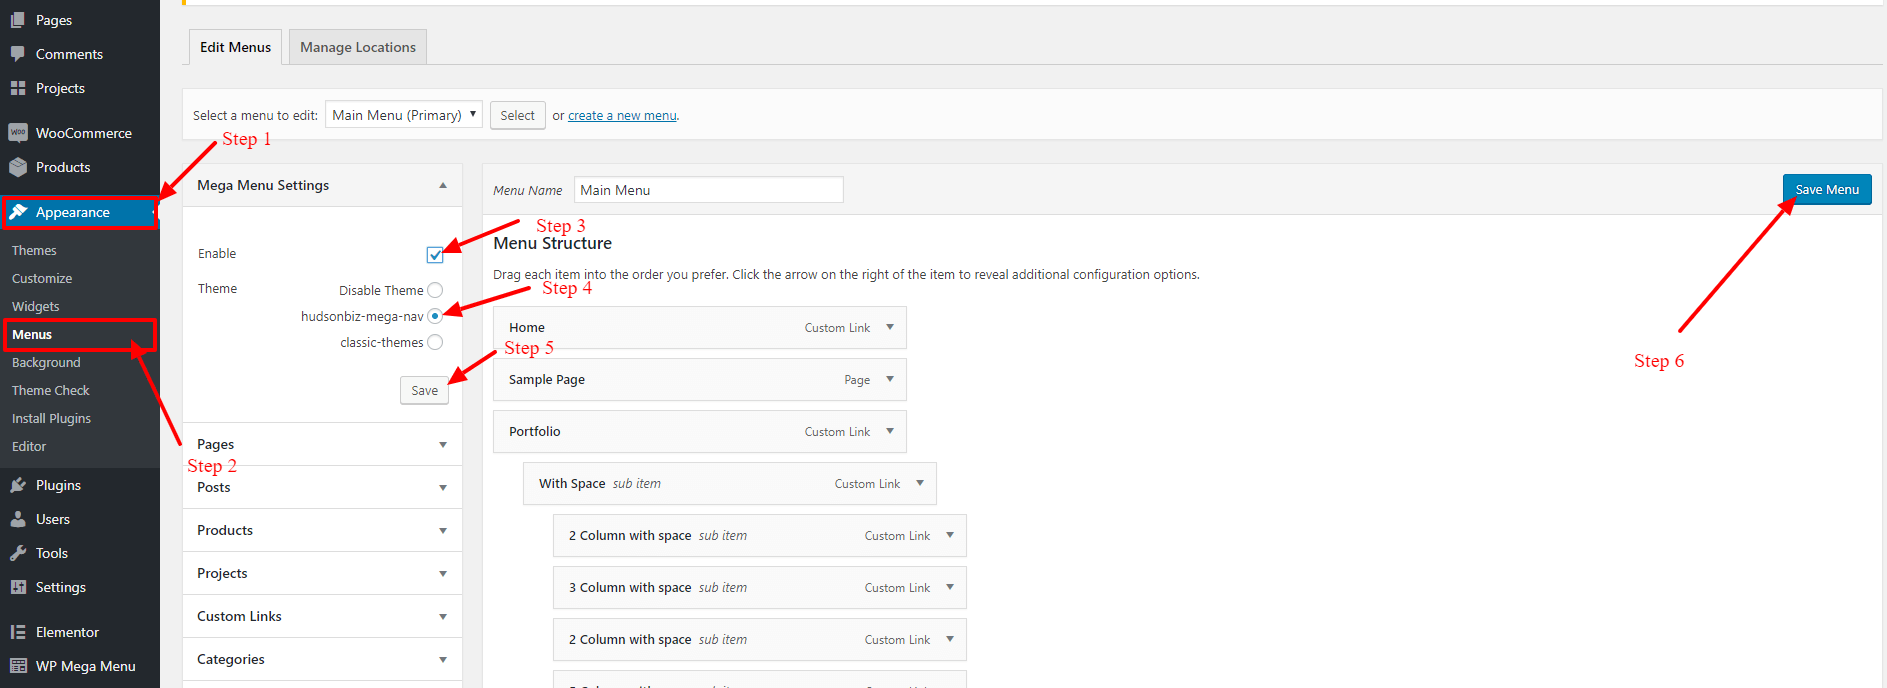 Pages
Comments
Projects
WooCommerce
Products
Appearance
Themes
Customize
Widgets
Menus
Background
Theme Check
Install Plugins
Editor
Plugins
Users
Tools
Settings
Elementor
WP Mega Menu
Edit Menus
Manage Locations
Select a menu to edit: Main Menu (Primary) Select or create a new menu.
Step 1
Mega Menu Settings
Enable
Theme
Disable Theme
hudsonbiz-mega-nav
classic-themes
Save
Pages
Step 2
Posts
Products
Projects
Custom Links
Categories
Menu Name Main Menu
Save Menu
Step 3
Menu Structure
Drag each item into the order you prefer. Click the arrow on the right of the item to reveal additional configuration options.
Step 4
Home Custom Link
Step 5
Step 6
Sample Page Page
Portfolio Custom Link
With Space sub item Custom Link
2 Column with space sub item Custom Link
3 Column with space sub item Custom Link
2 Column with space sub item Custom Link